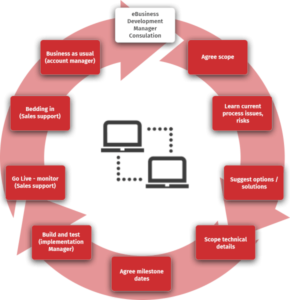 eBusiness
Development
Manager
Consulation
Agree scope
Learn current
process issues,
risks
Suggest options /
solutions
Scope technical
details
Agree milestone
dates
Build and test
(implementation
Manager)
Go Live - monitor
(Sales support)
Bedding in
(Sales support)
Business as usual
(account manager)